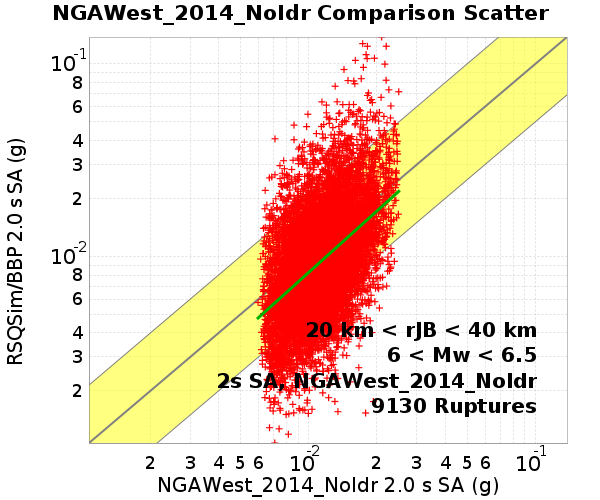 NGAWest_2014_NoIdr Comparison Scatter
RSQSim/BBP 2.0 s SA (g)
10-1
8
6
4
3
2
10-2
8
6
4
3
2
20 km < rJB < 40 km
6 < Mw < 6.5
2s SA, NGAWest_2014_NoIdr
9130 Ruptures
2 3 4 5 6 10-2 2 3 4 5 6 10-1
NGAWest_2014_NoIdr 2.0 s SA (g)